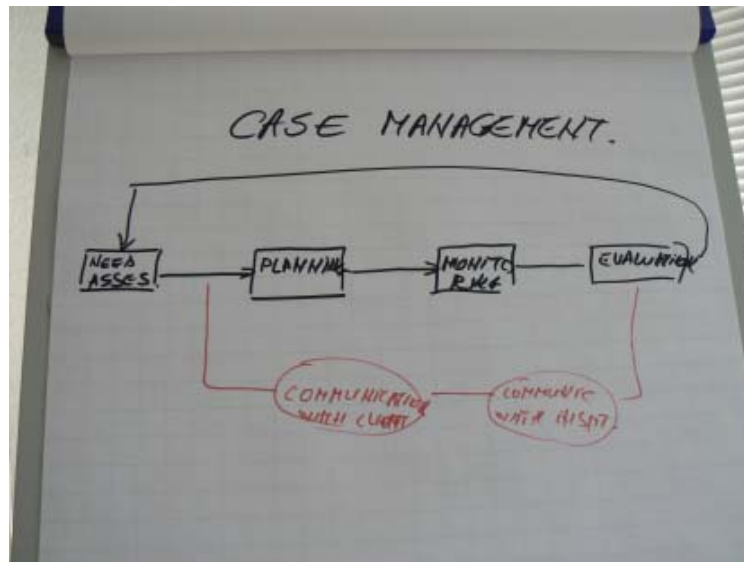 CASE MANAGEMENT.
NEED
ASSES
PLANNING
MONITO
RING
EVALUATION
COMMUNICATION
WITH CLIENT
COMMUNIC
WITH